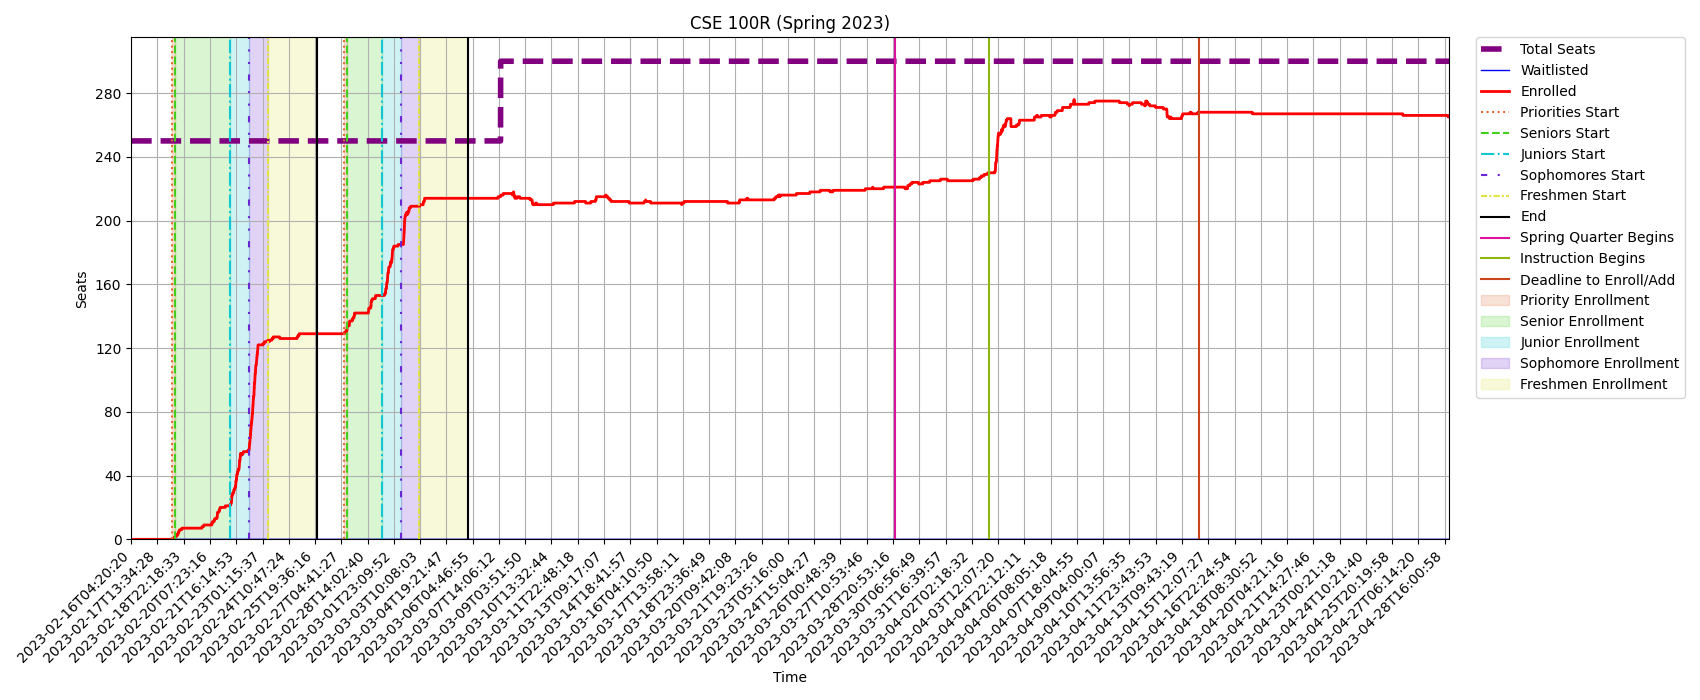 CSE 100R (Spring 2023)
Seats
280
240
200
160
120
80
40
0
2023-02-16T04:20:20
2023-02-17T13:34:28
2023-02-18T22:18:33
2023-02-20T07:23:16
2023-02-21T16:14:53
2023-02-23T01:15:37
2023-02-24T10:47:24
2023-02-25T19:36:16
2023-02-27T04:41:27
2023-02-28T14:02:40
2023-03-01T23:09:52
2023-03-03T10:08:03
2023-03-04T19:21:47
2023-03-06T04:46:55
2023-03-07T14:06:12
2023-03-09T03:51:50
2023-03-10T13:32:44
2023-03-11T22:48:18
2023-03-13T09:17:07
2023-03-14T18:41:57
2023-03-16T04:10:50
2023-03-17T13:58:11
2023-03-18T23:36:49
2023-03-20T09:42:08
2023-03-21T19:23:26
2023-03-23T05:16:00
2023-03-24T15:04:27
2023-03-26T00:48:39
2023-03-27T10:53:46
2023-03-28T20:53:16
2023-03-30T06:56:49
2023-03-31T16:39:57
2023-04-02T02:18:32
2023-04-03T12:07:20
2023-04-04T22:12:11
2023-04-06T08:05:18
2023-04-07T18:04:55
2023-04-09T04:00:07
2023-04-10T13:56:35
2023-04-11T23:43:53
2023-04-13T09:43:19
2023-04-15T12:07:27
2023-04-16T22:24:54
2023-04-18T08:30:52
2023-04-20T04:21:16
2023-04-21T14:27:46
2023-04-23T00:21:18
2023-04-24T10:21:40
2023-04-25T20:19:58
2023-04-27T06:14:20
2023-04-28T16:00:58
Time
Total Seats
Waitlisted
Enrolled
Priorities Start
Seniors Start
Juniors Start
Sophomores Start
Freshmen Start
End
Spring Quarter Begins
Instruction Begins
Deadline to Enroll/Add
Priority Enrollment
Senior Enrollment
Junior Enrollment
Sophomore Enrollment
Freshmen Enrollment